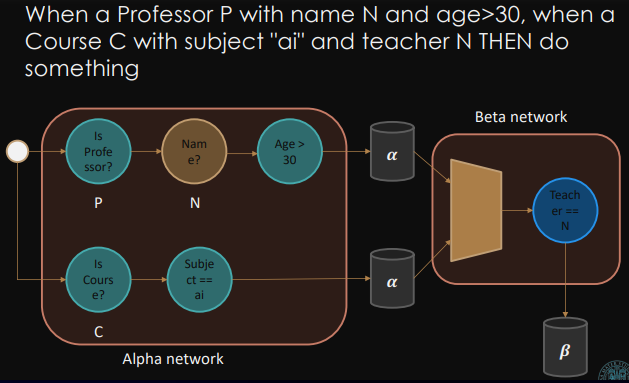 When a Professor P with name N and age>30, when a
Course C with subject "ai" and teacher N THEN do
something
Beta network
Is
Profe
ssor?
Nam
e?
Age >
30
α
Teach
er ==
N
P
N
Is
Cours
e?
Subje
ct ==
ai
α
C
Alpha network
β